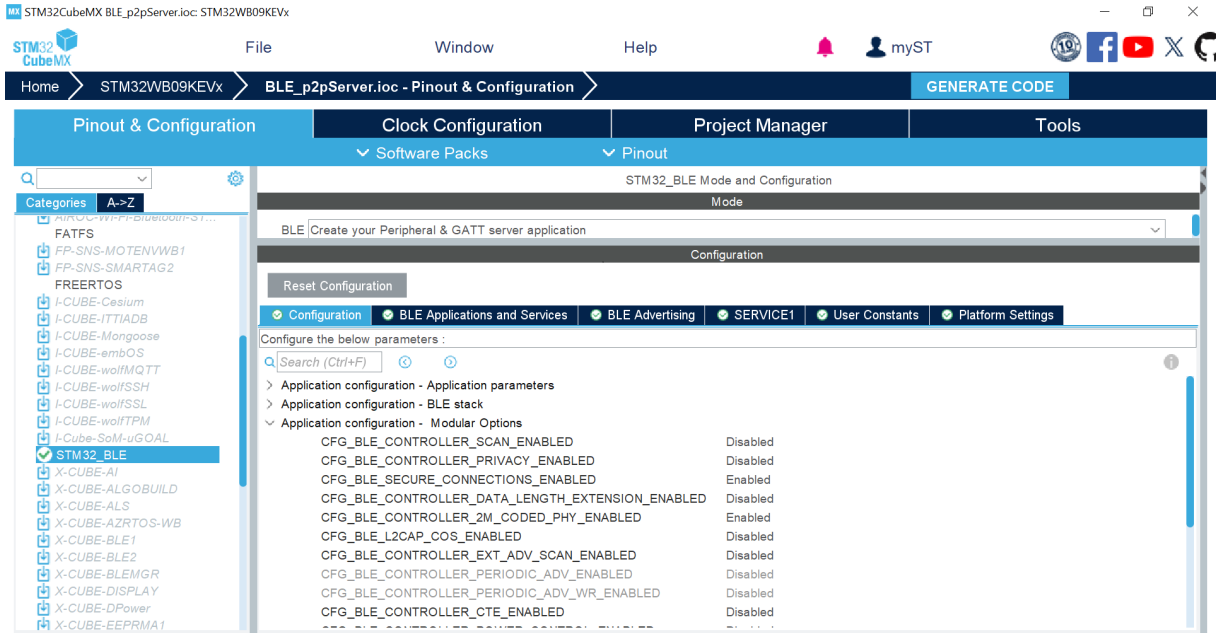 MX STM32CubeMX BLE_p2pServer.ioc: STM32WB09KEVx
STM32 CubeMX
File Window Help myST 10
Home STM32WB09KEVx BLE_p2pServer.ioc - Pinout & Configuration GENERATE CODE
Pinout & Configuration Clock Configuration Project Manager Tools
Software Packs Pinout
Categories A->Z
AIROC-Wi-Fi-Bluetooth-ST...
FATFS
FP-SNS-MOTENVWB1
FP-SNS-SMARTAG2
FREERTOS
I-CUBE-Cesium
I-CUBE-ITTIADB
I-CUBE-Mongoose
I-CUBE-embOS
I-CUBE-wolfMQTT
I-CUBE-wolfSSH
I-CUBE-wolfSSL
I-CUBE-wolfTPM
I-Cube-SoM-uGOAL
STM32_BLE
X-CUBE-AI
X-CUBE-ALGOBUILD
X-CUBE-ALS
X-CUBE-AZRTOS-WB
X-CUBE-BLE1
X-CUBE-BLE2
X-CUBE-BLEMGR
X-CUBE-DISPLAY
X-CUBE-DPower
X-CUBE-EEPRMA1
STM32_BLE Mode and Configuration
Mode
BLE Create your Peripheral & GATT server application
Configuration
Reset Configuration
Configuration BLE Applications and Services BLE Advertising SERVICE1 User Constants Platform Settings
Configure the below parameters :
Search (Ctrl+F)
Application configuration - Application parameters
Application configuration - BLE stack
Application configuration - Modular Options
CFG_BLE_CONTROLLER_SCAN_ENABLED Disabled
CFG_BLE_CONTROLLER_PRIVACY_ENABLED Disabled
CFG_BLE_SECURE_CONNECTIONS_ENABLED Enabled
CFG_BLE_CONTROLLER_DATA_LENGTH_EXTENSION_ENABLED Disabled
CFG_BLE_CONTROLLER_2M_CODED_PHY_ENABLED Enabled
CFG_BLE_L2CAP_COS_ENABLED Disabled
CFG_BLE_CONTROLLER_EXT_ADV_SCAN_ENABLED Disabled
CFG_BLE_CONTROLLER_PERIODIC_ADV_ENABLED Disabled
CFG_BLE_CONTROLLER_PERIODIC_ADV_WR_ENABLED Disabled
CFG_BLE_CONTROLLER_CTE_ENABLED Disabled